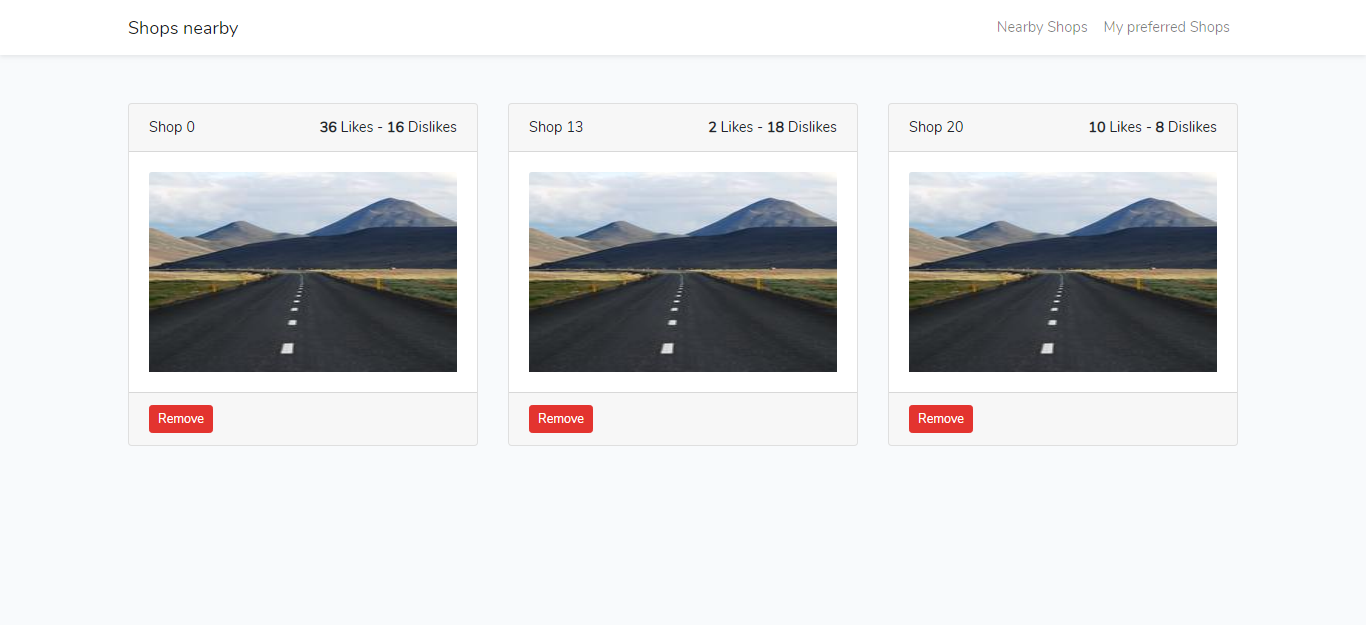 Shops nearby
Nearby Shops My preferred Shops
Shop 0 36 Likes - 16 Dislikes
Remove
Shop 13 2 Likes - 18 Dislikes
Remove
Shop 20 10 Likes - 8 Dislikes
Remove